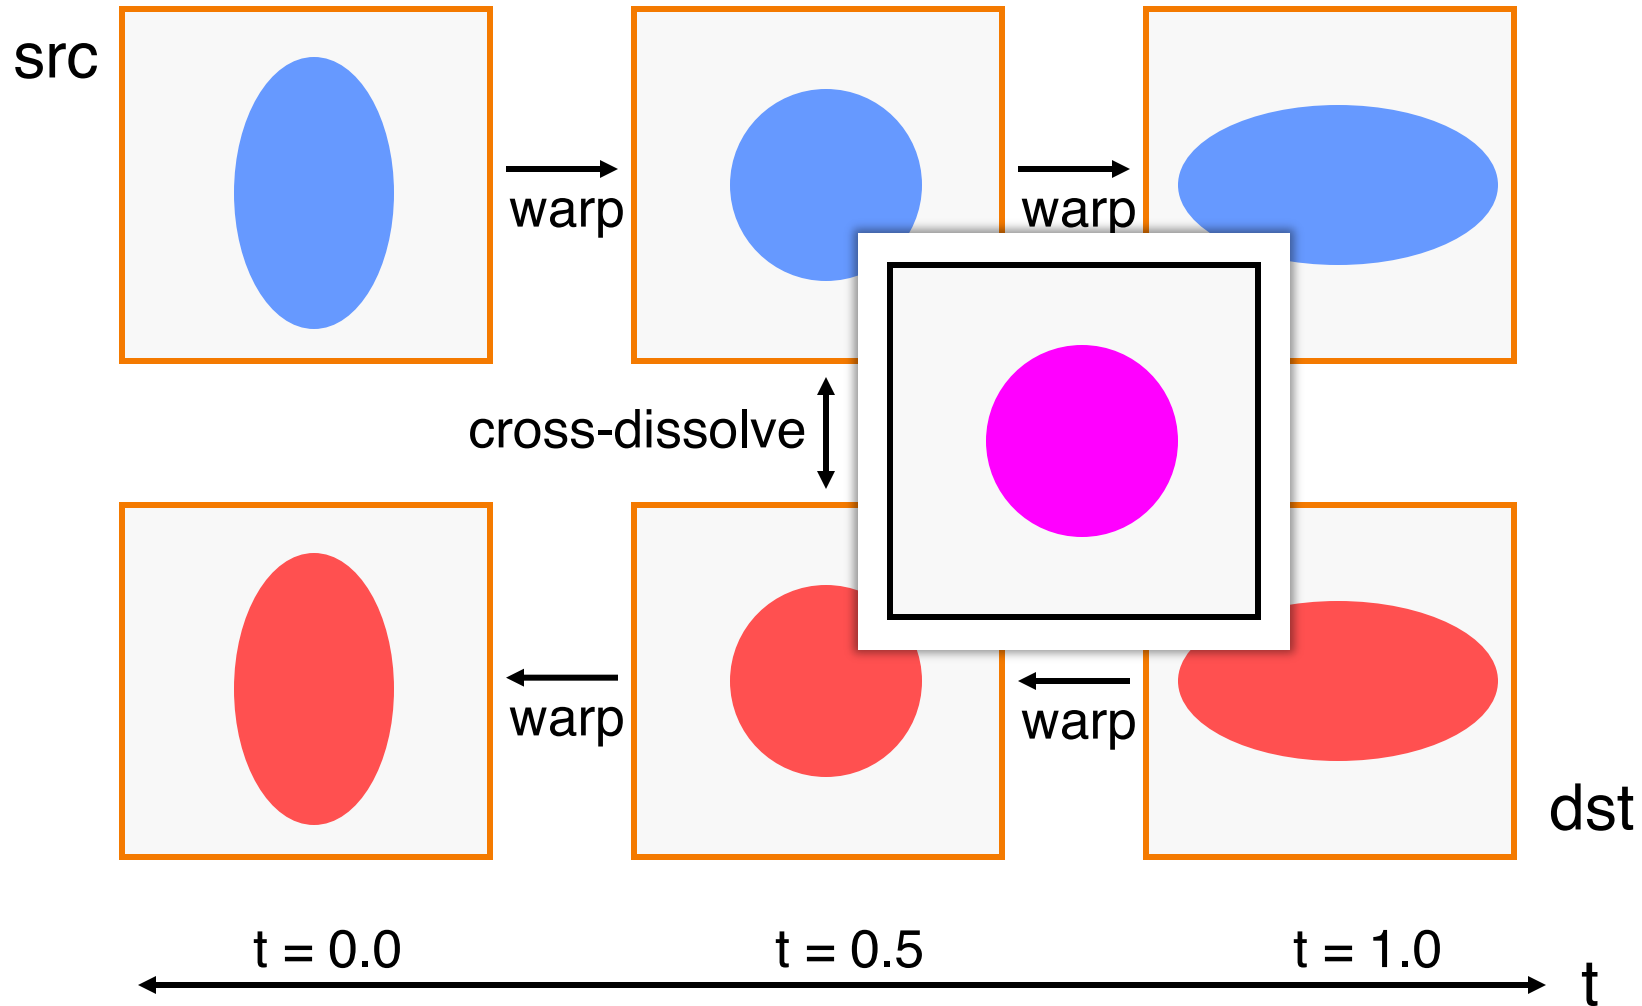 src
warp
warp
cross-dissolve
warp
warp
dst
t = 0.0
t = 0.5
t = 1.0
t